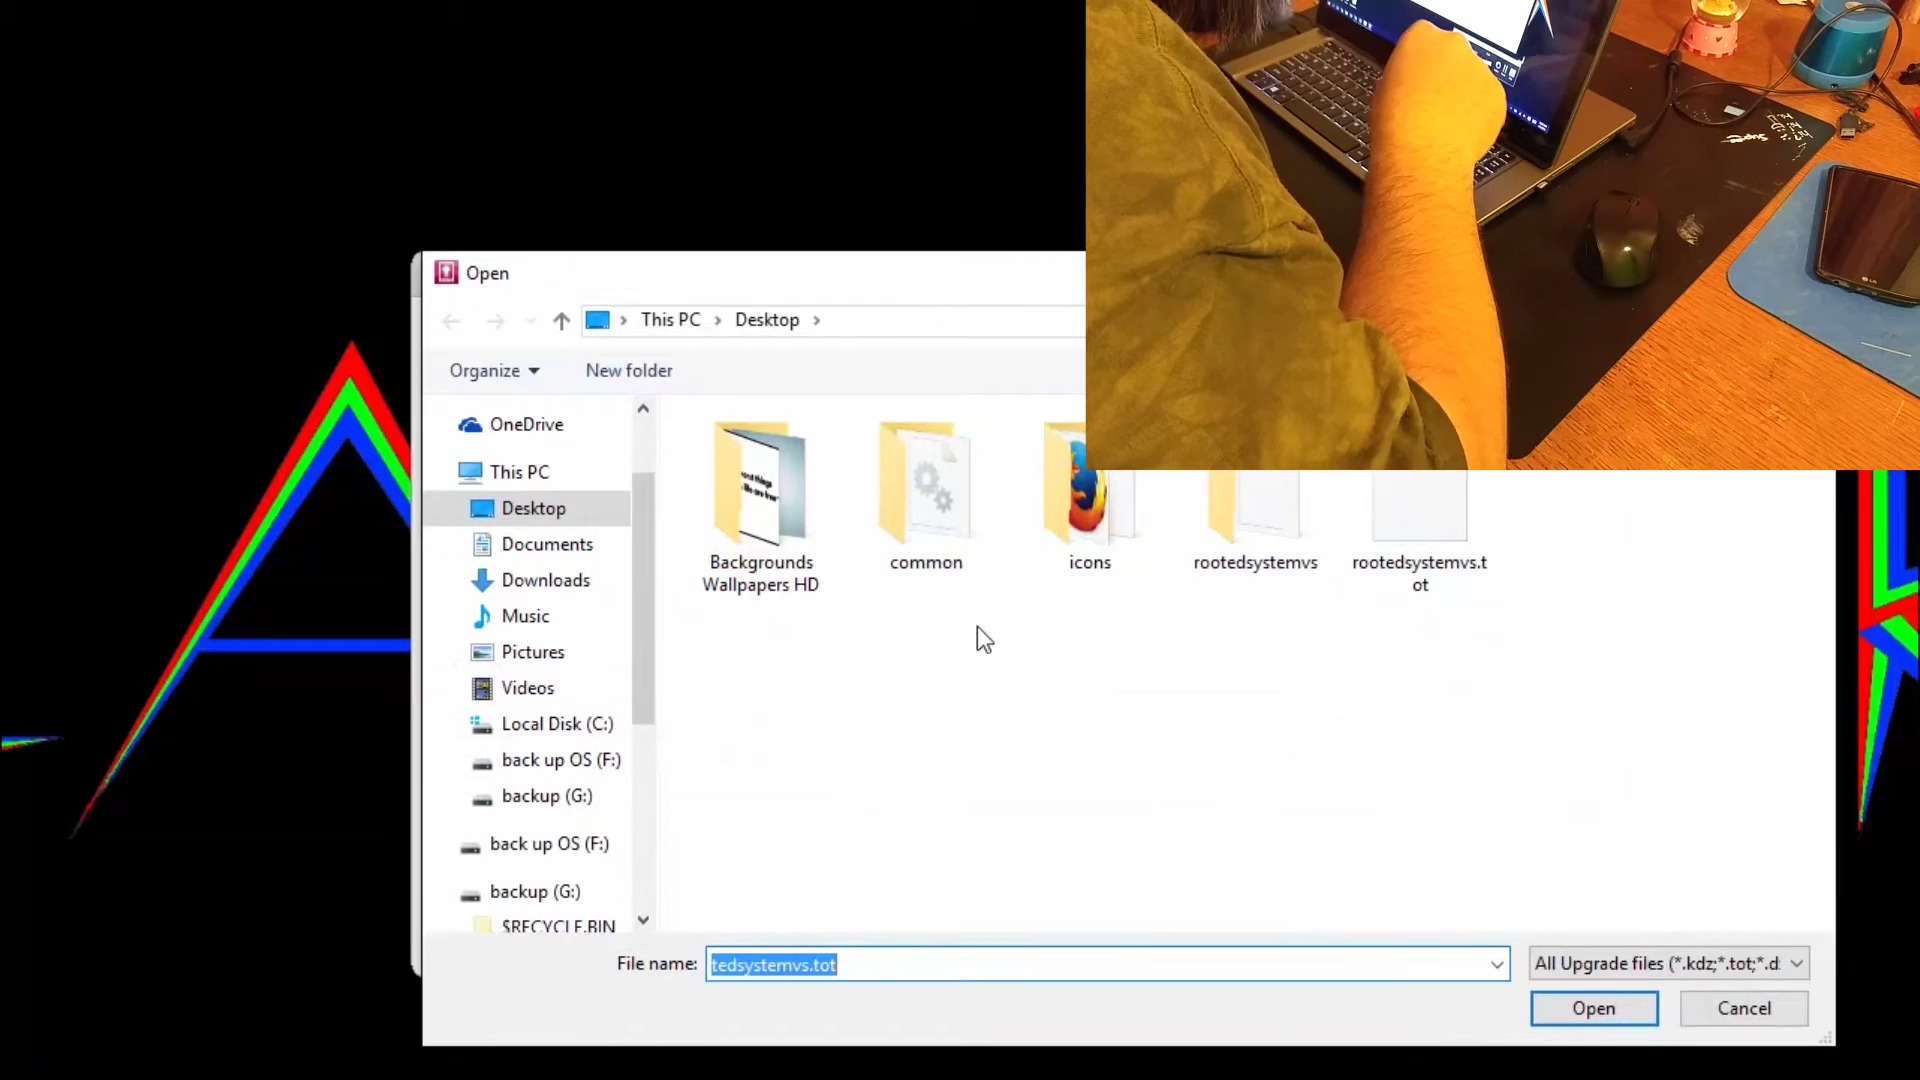 Open
This PC
Desktop
Organize
New folder
OneDrive
This PC
Desktop
Documents
Downloads
Music
Pictures
Videos
Local Disk (C:)
back up OS (F:)
backup (G:)
back up OS (F:)
backup (G:)
$RECYCLE.BIN
Backgrounds
Wallpapers HD
common
icons
rootedsystemvs
rootedsystemvs.t
ot
File name:
tedsystemvs.tot
All Upgrade files (*.kdz;*.tot;*.d
Open
Cancel
LG